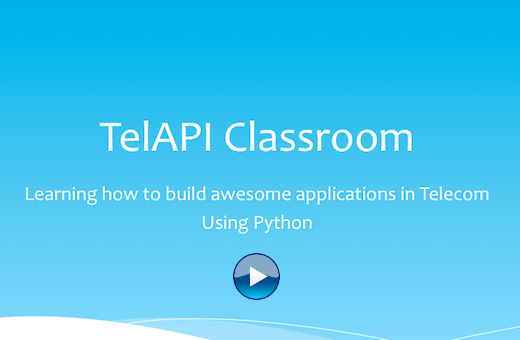 TelAPI Classroom
Learning how to build awesome applications in Telecom
Using Python